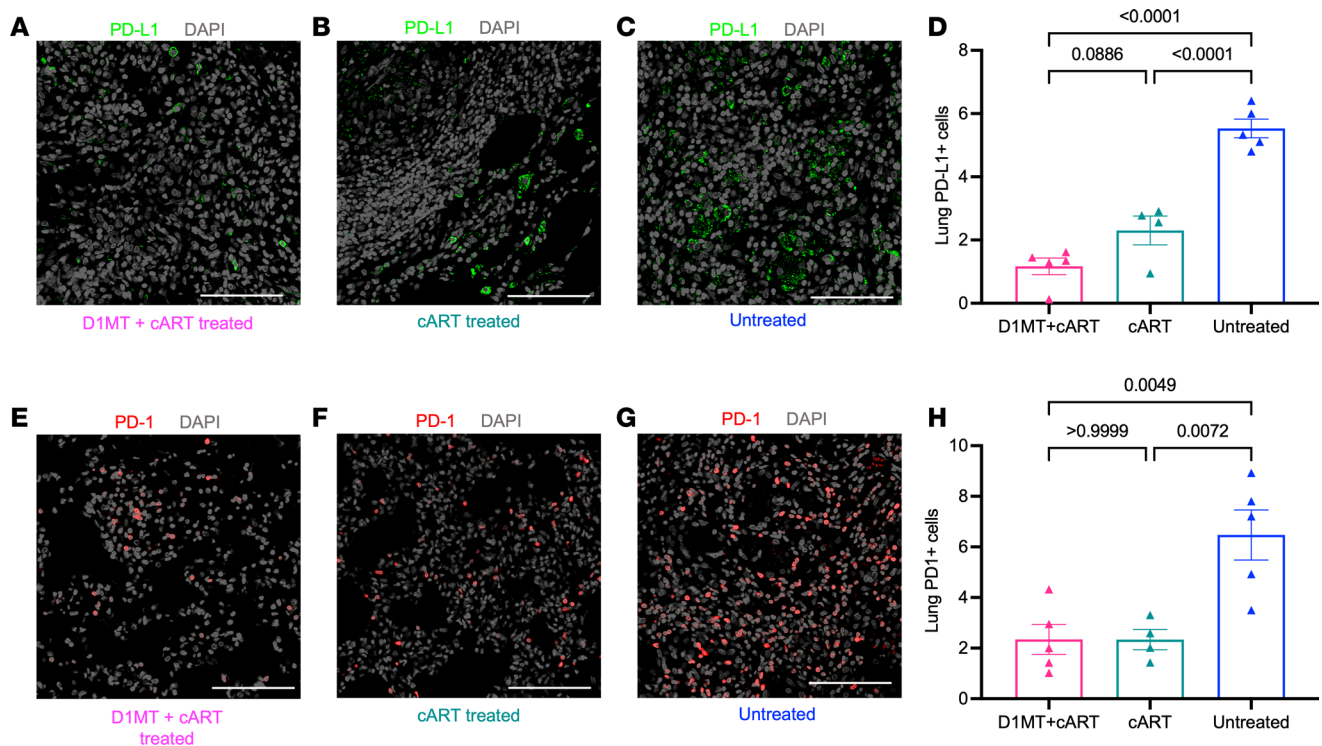 A
PD-L1 DAPI
D1MT + cART treated
B
PD-L1 DAPI
cART treated
C
PD-L1 DAPI
Untreated
D
<0.0001
0.0886 <0.0001
Lung PD-L1+ cells
8
6
4
2
0
D1MT+cART cART Untreated
E
PD-1 DAPI
D1MT + cART
treated
F
PD-1 DAPI
cART treated
G
PD-1 DAPI
Untreated
H
0.0049
>0.9999 0.0072
Lung PD1+ cells
10
8
6
4
2
0
D1MT+cART cART Untreated